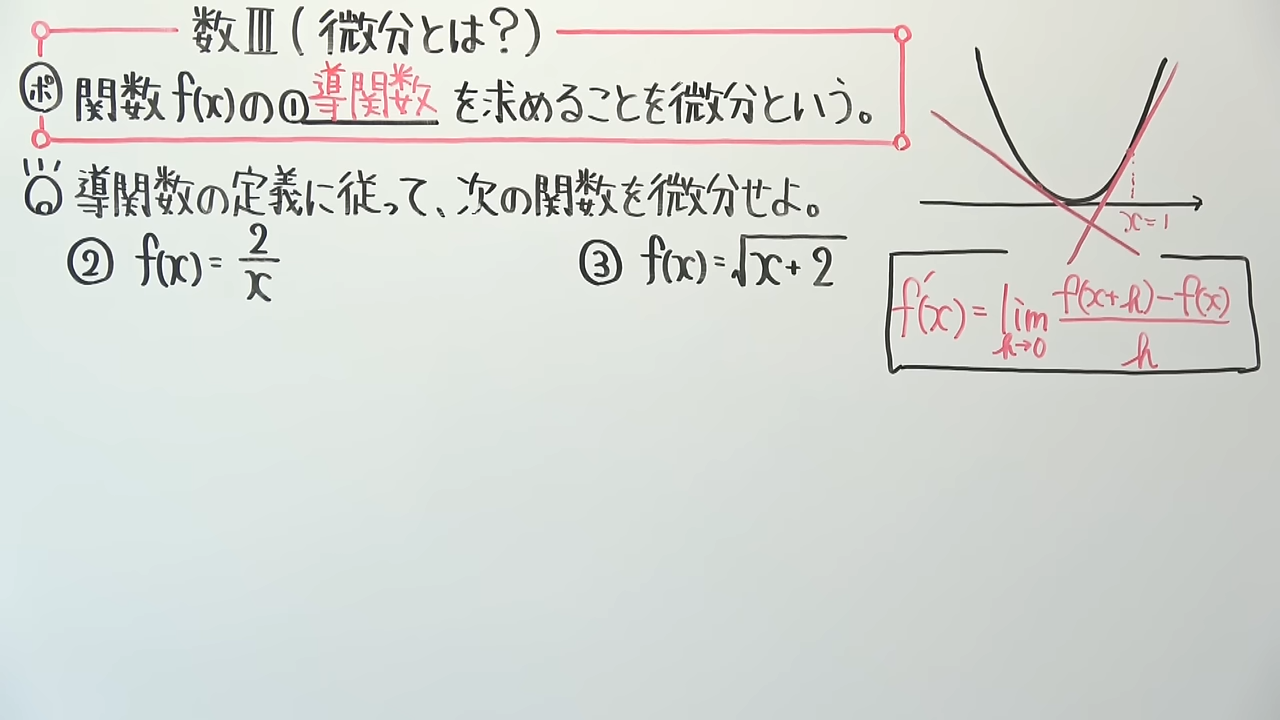 数Ⅲ(微分とは?)
ポ 関数f(x)の①導関数を求めることを微分という。
導関数の定義に従って、次の関数を微分せよ。
② f(x)=2/x
③ f(x)=√(x+2)
x=1
f'(x)=lim h→0 f(x+h)-f(x)/h